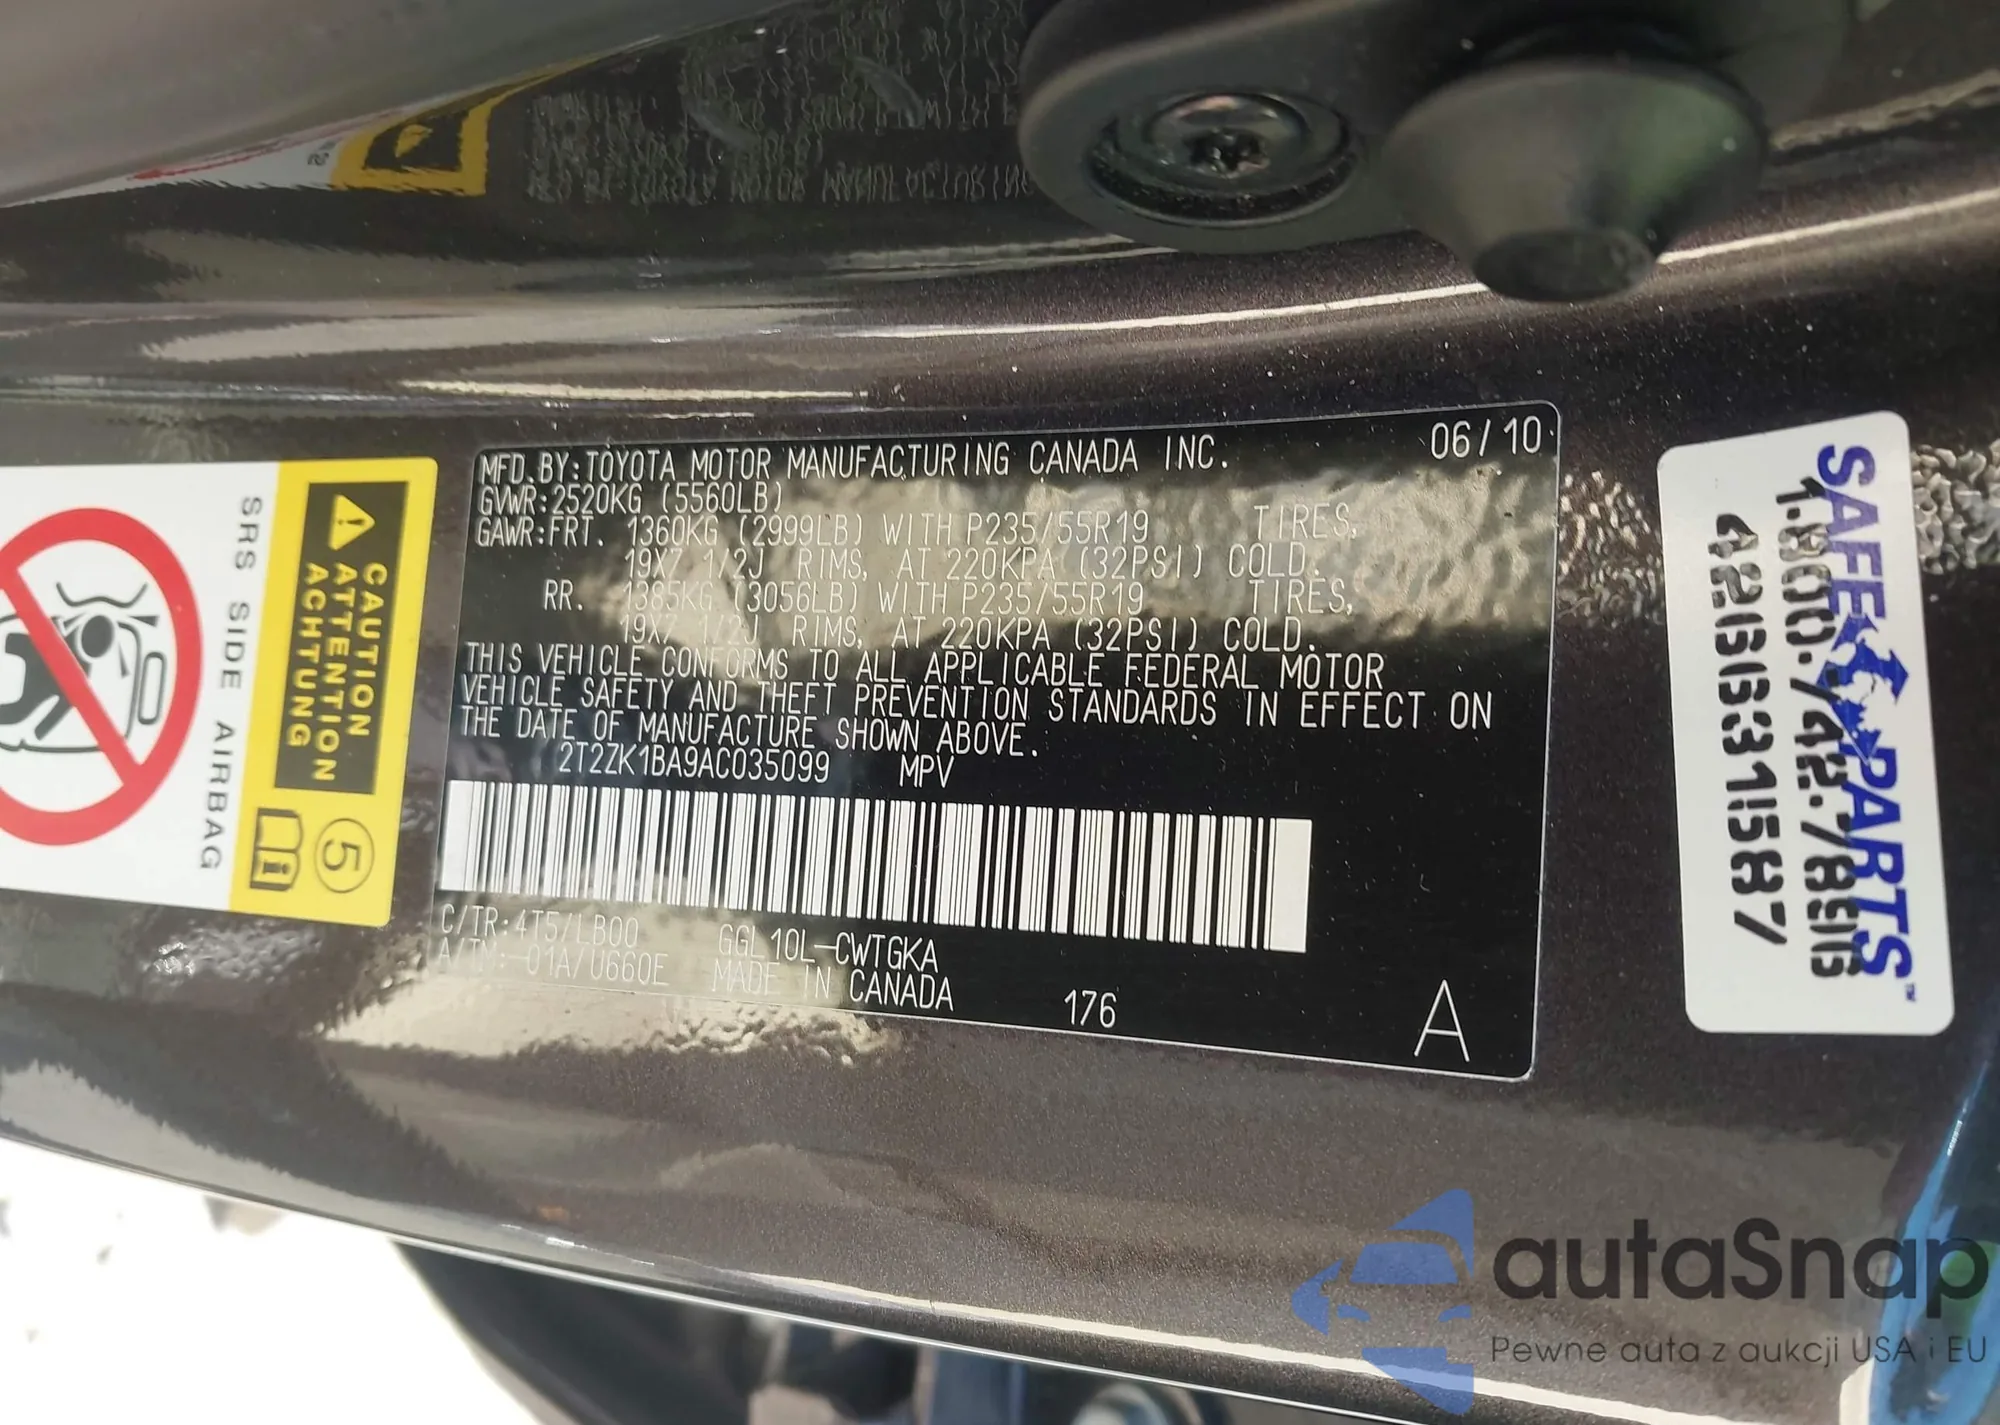 MFD.BY:TOYOTA MOTOR MANUFACTURING CANADA INC. 06/10
GVWR:2520KG (5560LB)
GAWR:FRT. 1360KG (2999LB) WITH P235/55R19 TIRES,
19X7 1/2J RIMS, AT 220KPA (32PSI) COLD.
RR. 1385KG (3056LB) WITH P235/55R19 TIRES,
19X7 1/2J RIMS, AT 220KPA (32PSI) COLD.
THIS VEHICLE CONFORMS TO ALL APPLICABLE FEDERAL MOTOR
VEHICLE SAFETY AND THEFT PREVENTION STANDARDS IN EFFECT ON
THE DATE OF MANUFACTURE SHOWN ABOVE.
2T2ZK1BA9AC035099 MPV
C/TR:4T5/LB00 GGL10L-CWTGKA
A/TM:-01A/U660E MADE IN CANADA
176
A
CAUTION
ATTENTION
ACHTUNG
5
i
SRS SIDE AIRBAG
SAFE PARTS™
1.800.742.7896
426631587
autaSnap
Pewne auta z aukcji USA i EU